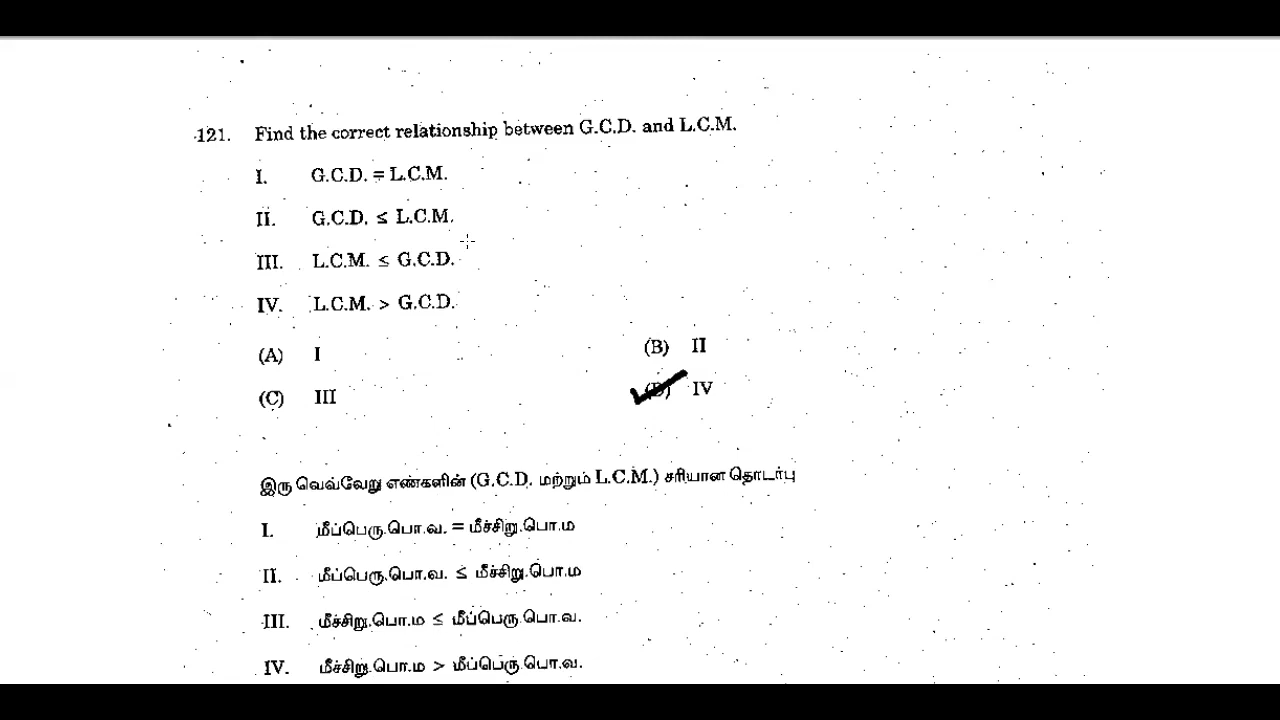 121. Find the correct relationship between G.C.D. and L.C.M.
I. G.C.D. = L.C.M.
II. G.C.D. ≤ L.C.M.
III. L.C.M. ≤ G.C.D.
IV. L.C.M. > G.C.D.
(A) I (B) II
(C) III (D) IV
இரு வெவ்வேறு எண்களின் (G.C.D. மற்றும் L.C.M.) சரியான தொடர்பு
I. மீப்பெரு.பொ.வ. = மீச்சிறு.பொ.ம
II. மீப்பெரு.பொ.வ. ≤ மீச்சிறு.பொ.ம
III. மீச்சிறு.பொ.ம ≤ மீப்பெரு.பொ.வ.
IV. மீச்சிறு.பொ.ம > மீப்பெரு.பொ.வ.